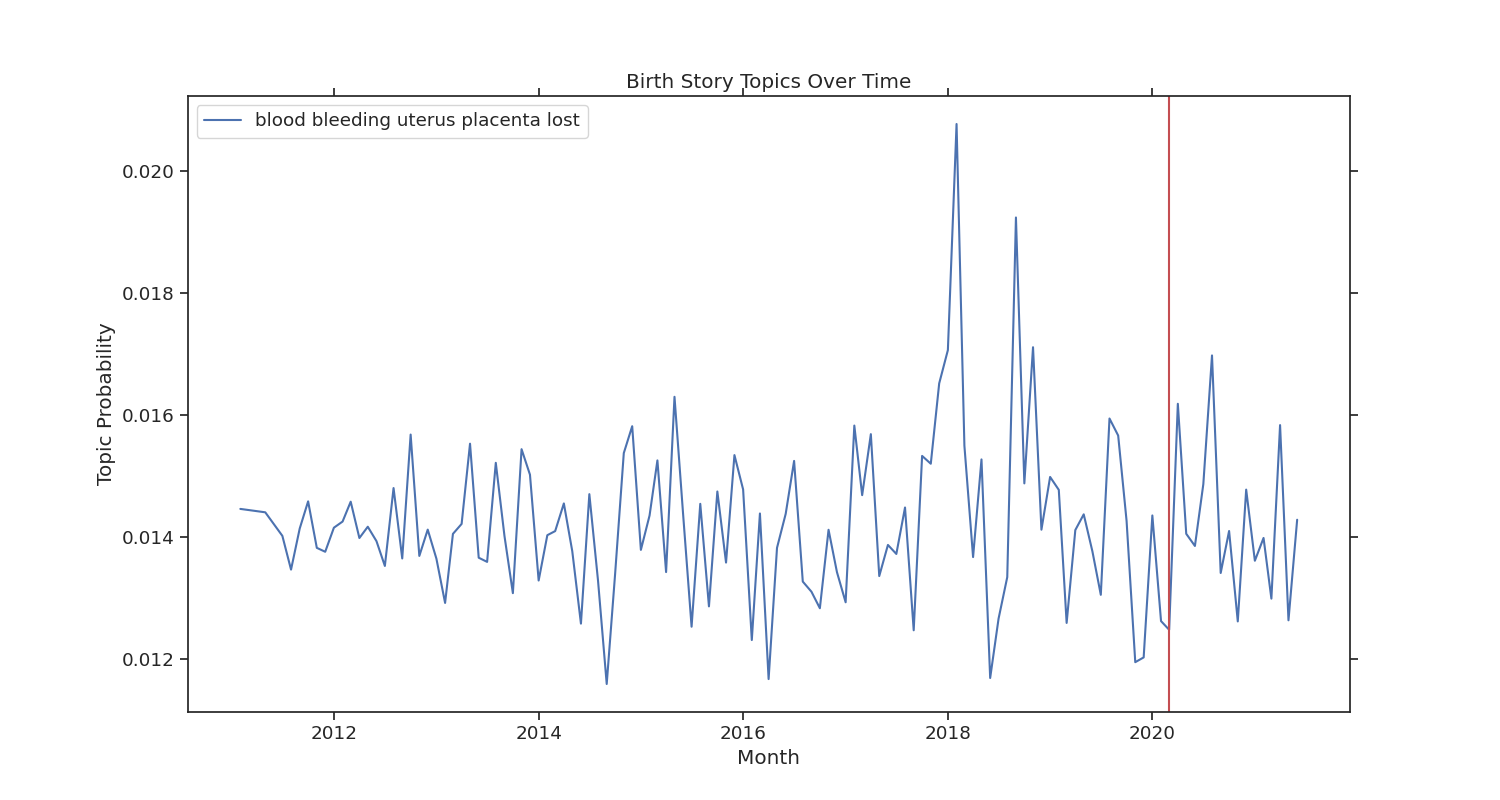 Birth Story Topics Over Time
blood bleeding uterus placenta lost
Topic Probability
0.020
0.018
0.016
0.014
0.012
2012 2014 2016 2018 2020
Month